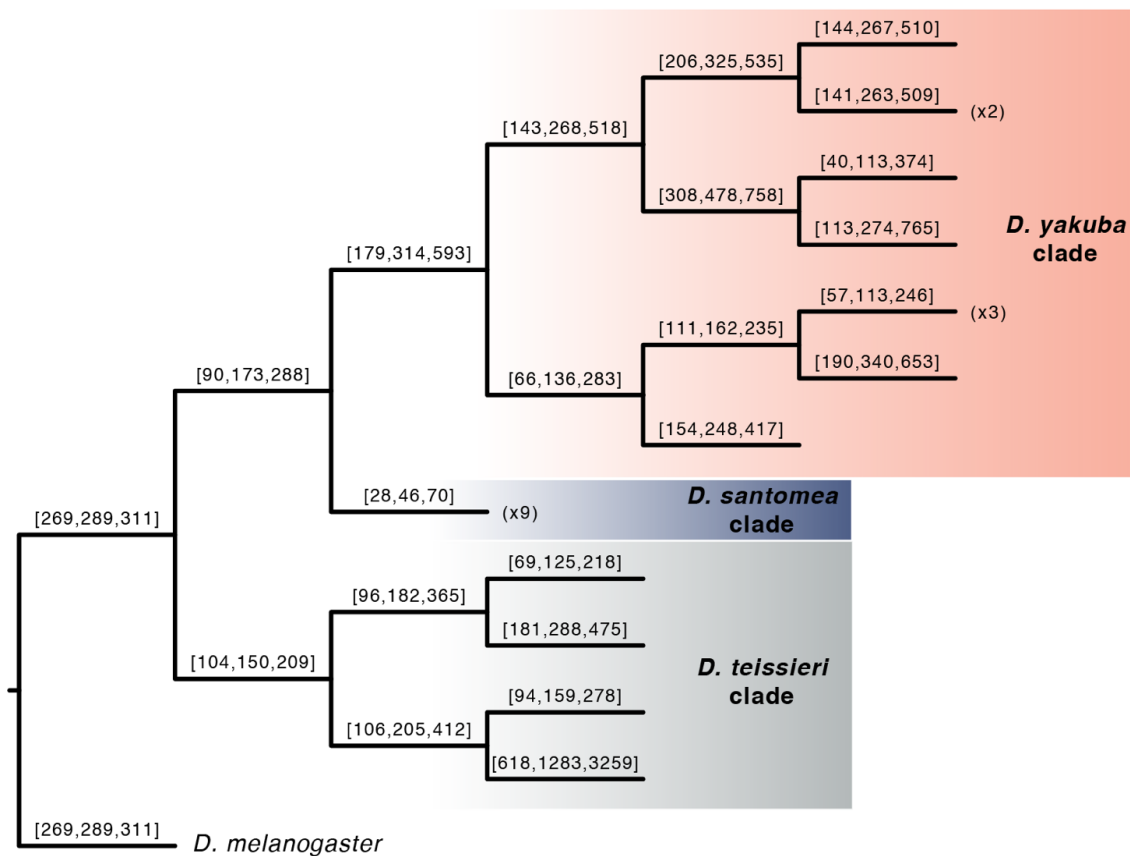 [144,267,510]
[206,325,535]
[141,263,509]
(x2)
[143,268,518]
[40,113,374]
[308,478,758]
[113,274,765]
D. yakuba
clade
[179,314,593]
[57,113,246]
(x3)
[111,162,235]
[190,340,653]
[90,173,288]
[66,136,283]
[154,248,417]
[28,46,70]
(x9)
D. santomea
clade
[269,289,311]
[69,125,218]
[96,182,365]
[181,288,475]
[104,150,209]
D. teissieri
clade
[94,159,278]
[106,205,412]
[618,1283,3259]
[269,289,311]
D. melanogaster